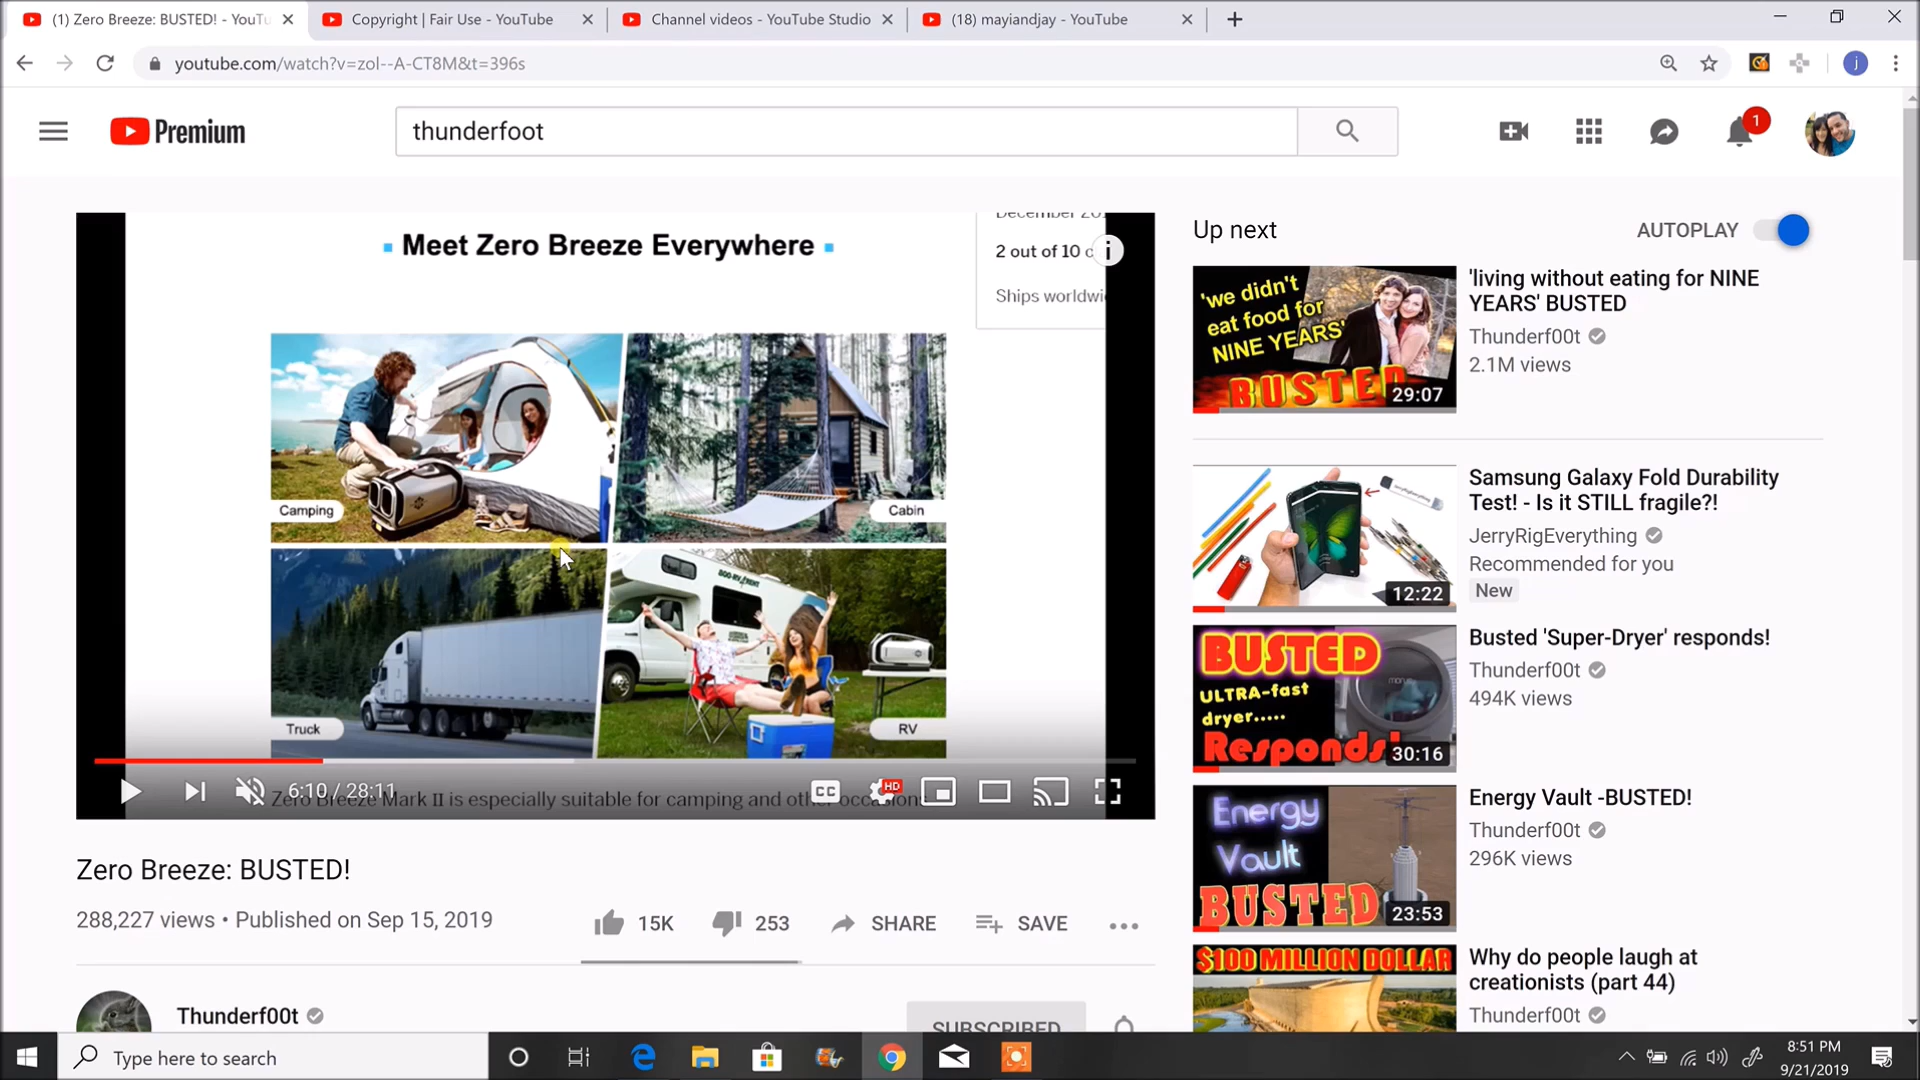 (1) Zero Breeze: BUSTED! - YouTu
Copyright | Fair Use - YouTube
Channel videos - YouTube Studio
(18) mayiandjay - YouTube
youtube.com/watch?v=zol--A-CT8M&t=396s
j
Premium
thunderfoot
1
Meet Zero Breeze Everywhere
December 201
2 out of 10 c
Ships worldwi
Camping
Cabin
Truck
RV
Zero Breeze Mark II is especially suitable for camping and other occasions
6:10 / 28:11
CC
HD
Zero Breeze: BUSTED!
288,227 views • Published on Sep 15, 2019
15K
253
SHARE
SAVE
Thunderf00t
SUBSCRIBED
Up next
AUTOPLAY
'we didn't
eat food for
NINE YEARS'
BUSTED
29:07
'living without eating for NINE
YEARS' BUSTED
Thunderf00t
2.1M views
12:22
Samsung Galaxy Fold Durability
Test! - Is it STILL fragile?!
JerryRigEverything
Recommended for you
New
BUSTED
ULTRA-fast
dryer.....
Responds!
30:16
Busted 'Super-Dryer' responds!
Thunderf00t
494K views
Energy
Vault
BUSTED
23:53
Energy Vault -BUSTED!
Thunderf00t
296K views
$100 MILLION DOLLAR
Why do people laugh at
creationists (part 44)
Thunderf00t
Type here to search
8:51 PM
9/21/2019